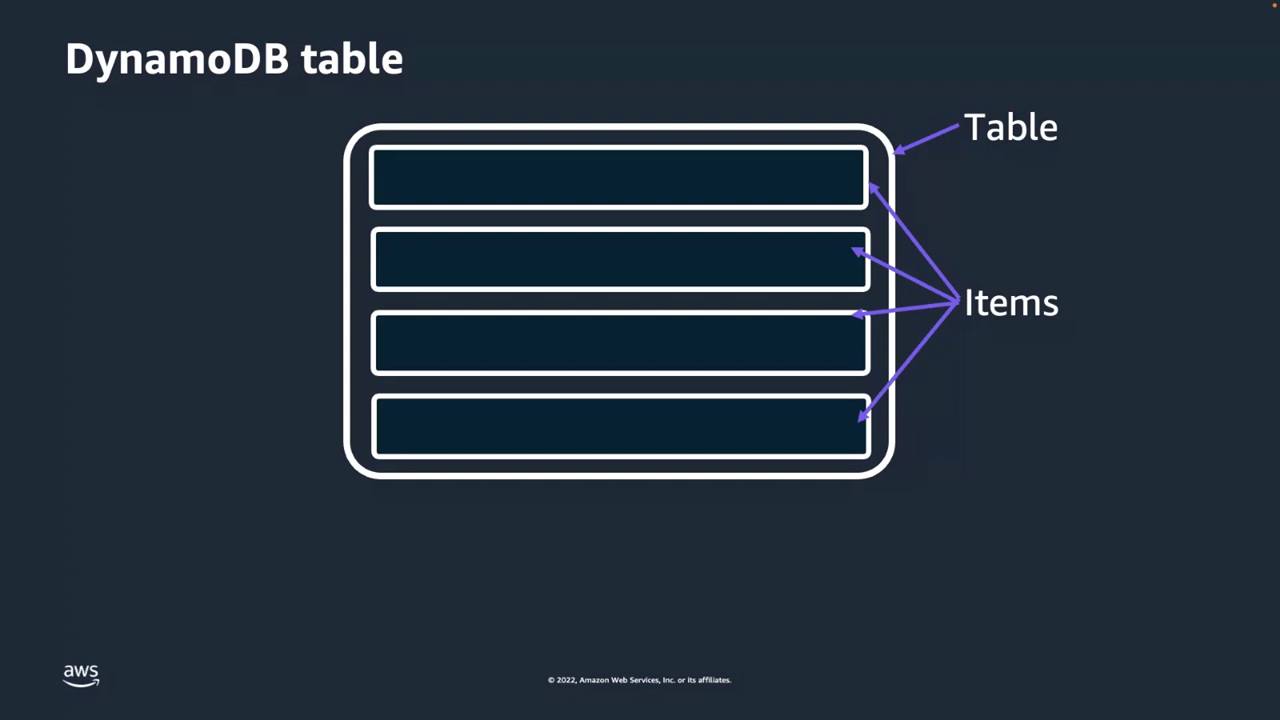 DynamoDB table
Table
Items
aws
© 2022, Amazon Web Services, Inc. or its affiliates.